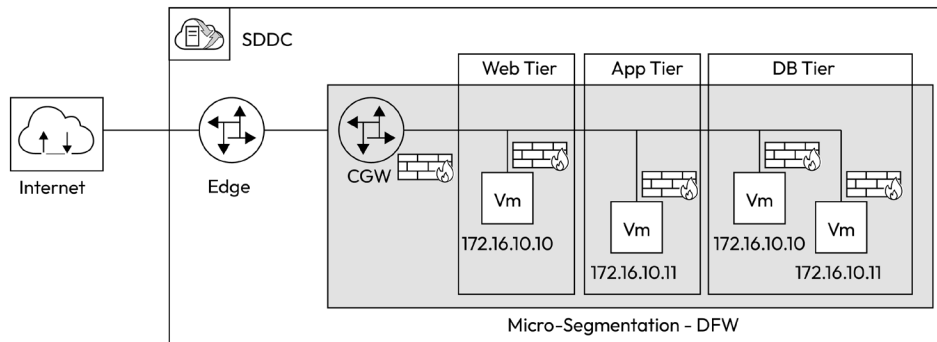 SDDC
Web Tier
App Tier
DB Tier
Internet
Edge
CGW
Vm
172.16.10.10
Vm
172.16.10.11
Vm
172.16.10.10
Vm
172.16.10.11
Micro-Segmentation - DFW